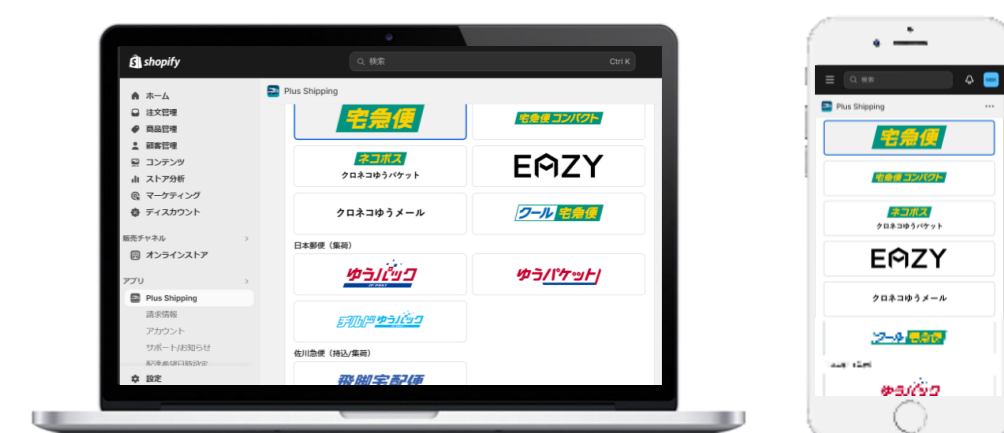 shopify
検索
Ctrl K
ホーム
注文管理
商品管理
顧客管理
コンテンツ
ストア分析
マーケティング
ディスカウント
販売チャネル
オンラインストア
アプリ
Plus Shipping
請求情報
アカウント
サポート/お知らせ
配達希望日時設定
設定
Plus Shipping
宅急便
宅急便コンパクト
ネコポス
クロネコゆうパケット
EAZY
クロネコゆうメール
クール宅急便
日本郵便（集荷）
ゆうパック
JP POST
ゆうパケット
チルドゆうパック
佐川急便（持込/集荷）
飛脚宅配便
検索
Plus Shipping
宅急便
宅急便コンパクト
ネコポス
クロネコゆうパケット
EAZY
クロネコゆうメール
クール宅急便
ゆうパック